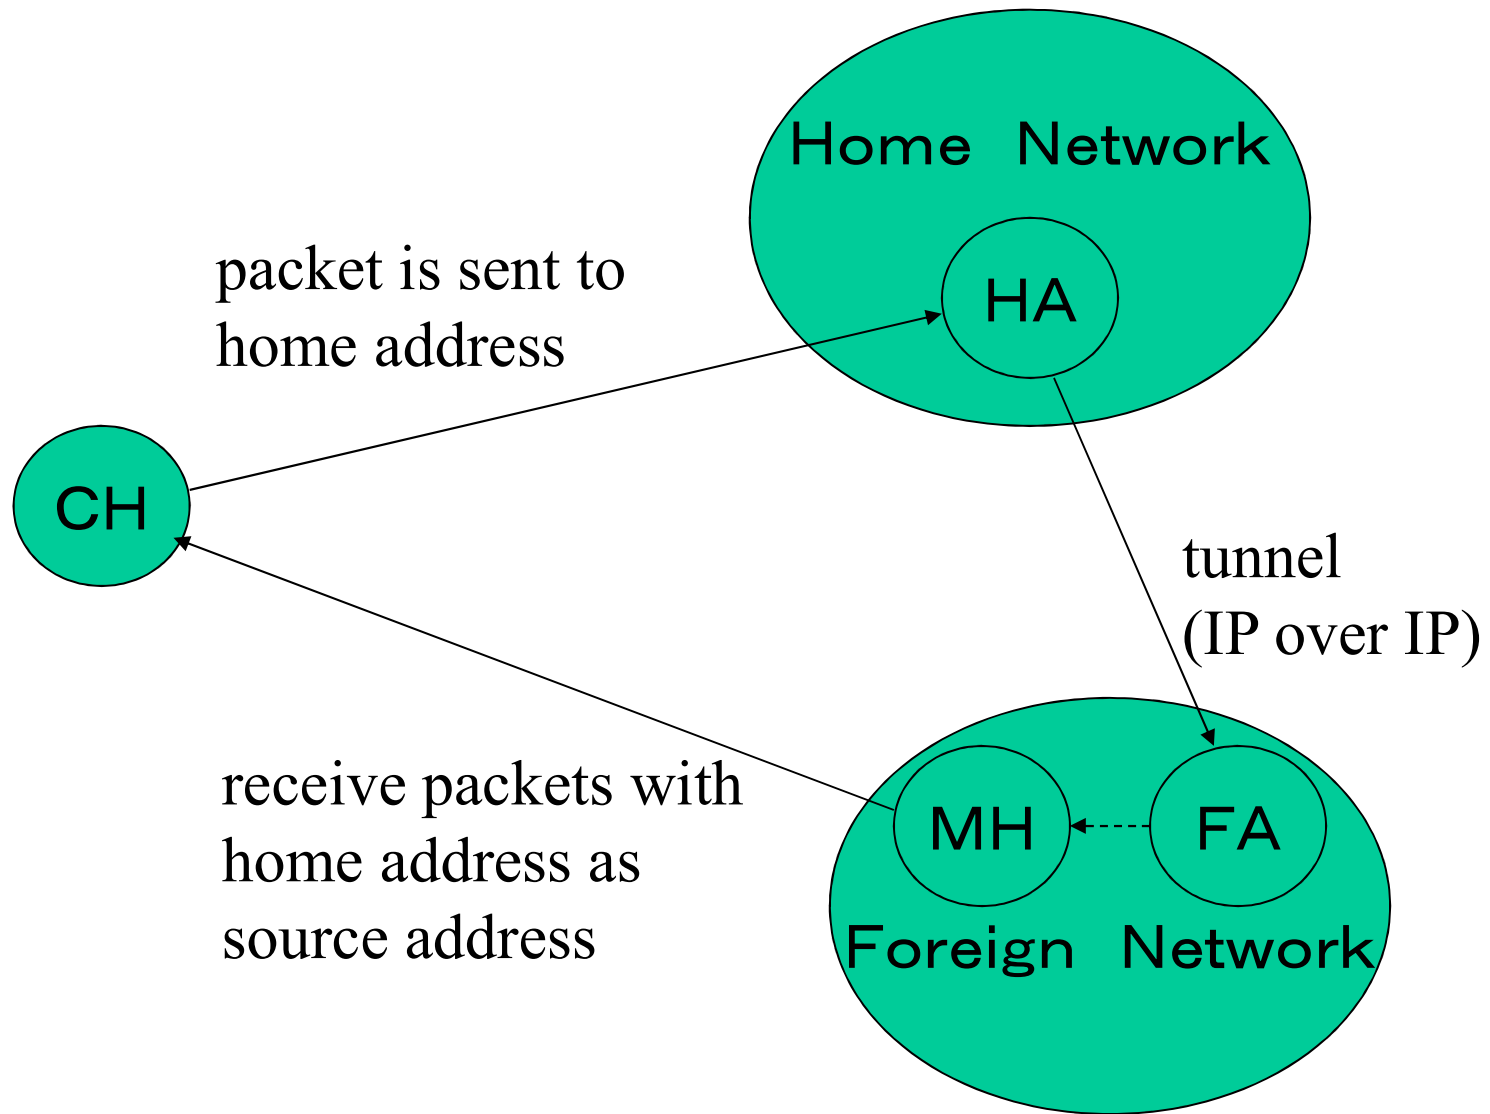 Home Network
HA
packet is sent to
home address
CH
tunnel
(IP over IP)
receive packets with
home address as
source address
MH
FA
Foreign Network